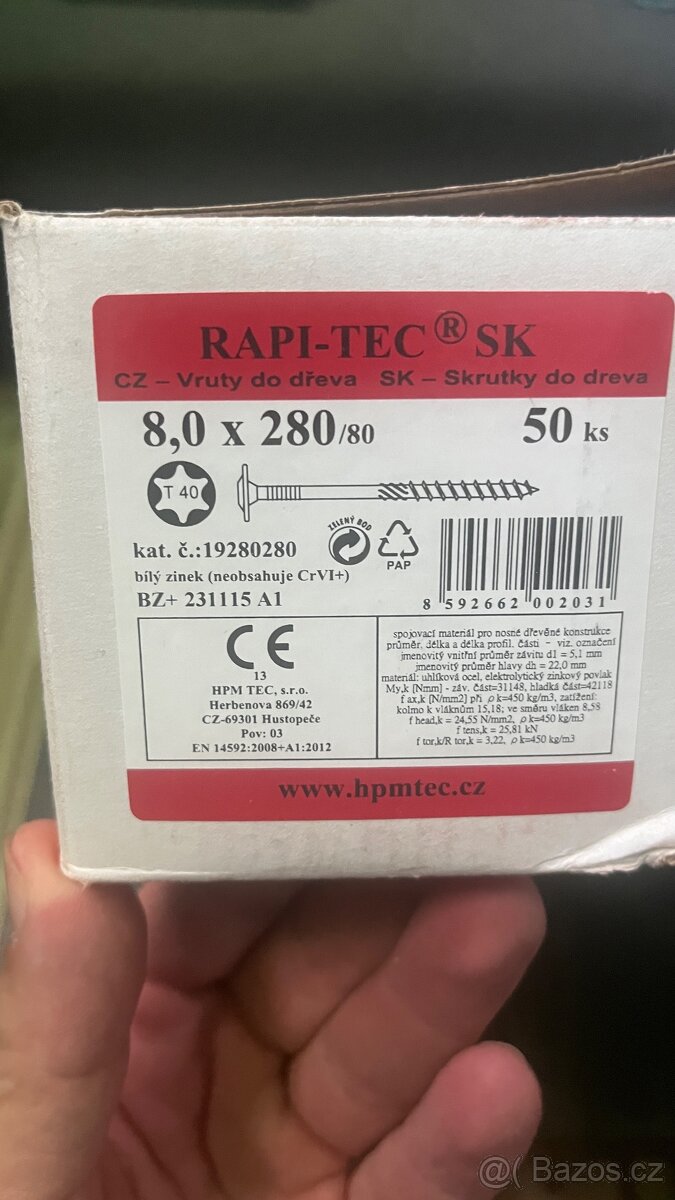 RAPI-TEC® SK
CZ – Vruty do dřeva SK – Skrutky do dreva
8,0 x 280/80 50 ks
T 40
ZELENÝ BOD
PAP
kat. č.:19280280
bílý zinek (neobsahuje CrVI+)
BZ+ 231115 A1
8 592662 002031
CE
13
HPM TEC, s.r.o.
Herbenova 869/42
CZ-69301 Hustopeče
Pov: 03
EN 14592:2008+A1:2012
spojovací materiál pro nosné dřevěné konstrukce
průměr, délka a délka profil. části - viz. označení
jmenovitý vnitřní průměr závitu d1 = 5,1 mm
jmenovitý průměr hlavy dh = 22,0 mm
materiál: uhlíková ocel, elektrolytický zinkový povlak
My,k [Nmm] - záv. část=31148, hladká část=42118
f ax,k [N/mm2] při ρ k=450 kg/m3, zatížení:
kolmo k vláknům 15,18; ve směru vláken 8,58
f head,k = 24,55 N/mm2, ρ k=450 kg/m3
f tens,k = 25,81 kN
f tor,k/R tor,k = 3,22, ρ k=450 kg/m3
www.hpmtec.cz
@( Bazos.cz